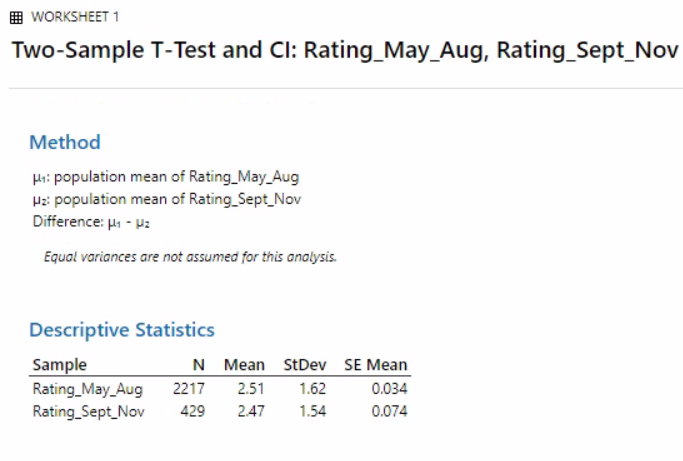 WORKSHEET 1
Two-Sample T-Test and CI: Rating_May_Aug, Rating_Sept_Nov
Method
μ₁: population mean of Rating_May_Aug
μ₂: population mean of Rating_Sept_Nov
Difference: μ₁ - μ₂
Equal variances are not assumed for this analysis.
Descriptive Statistics
Sample N Mean StDev SE Mean
Rating_May_Aug 2217 2.51 1.62 0.034
Rating_Sept_Nov 429 2.47 1.54 0.074